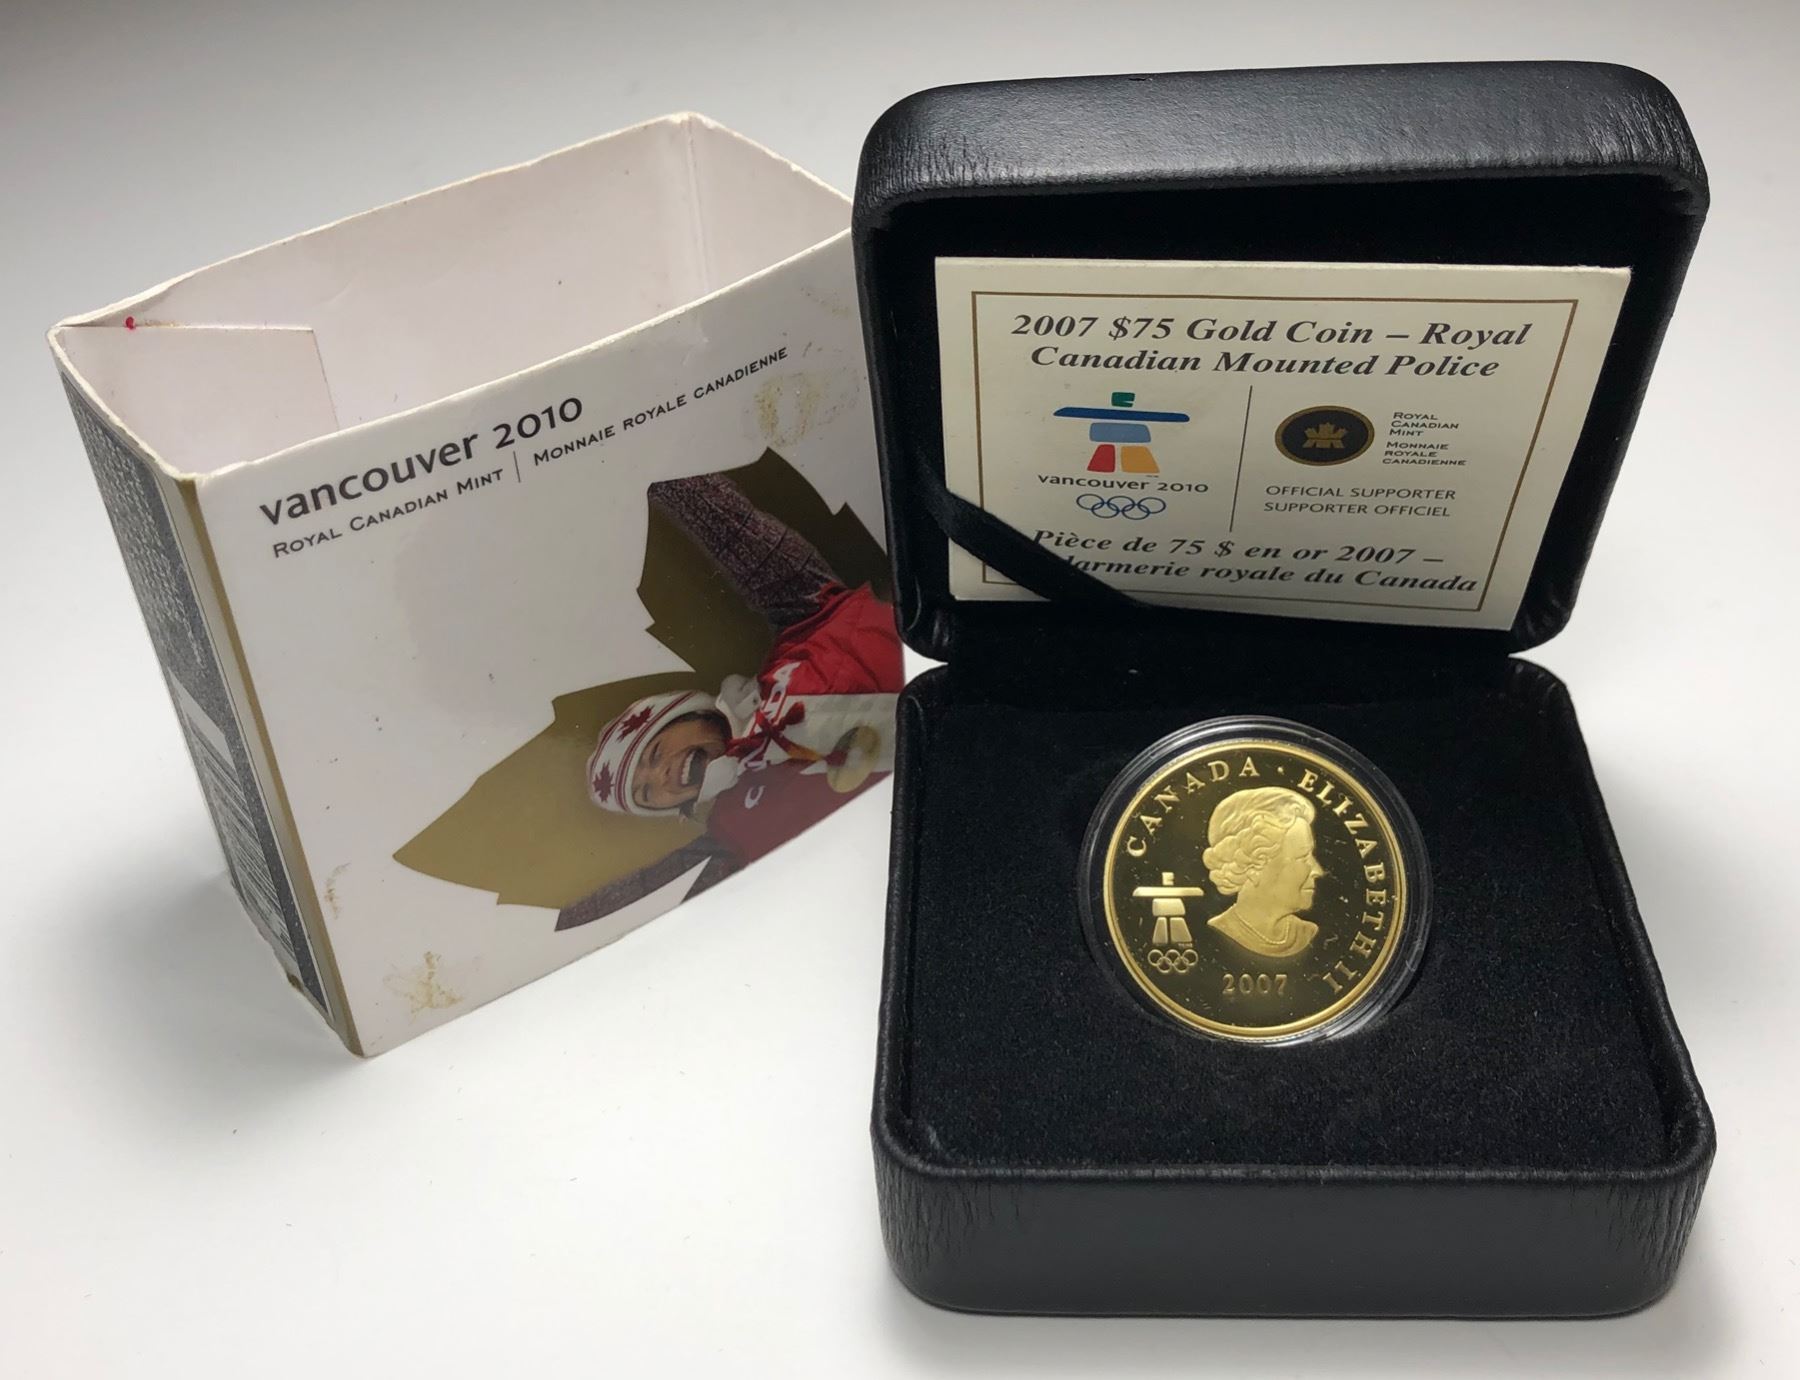 vancouver 2010
ROYAL CANADIAN MINT | MONNAIE ROYALE CANADIENNE
CANADA
2007 $75 Gold Coin – Royal
Canadian Mounted Police
vancouver 2010
ROYAL
CANADIAN
MINT
MONNAIE
ROYALE
CANADIENNE
OFFICIAL SUPPORTER
SUPPORTER OFFICIEL
Pièce de 75 $ en or 2007 –
royale du Canada
CANADA · ELIZABETH II
2007